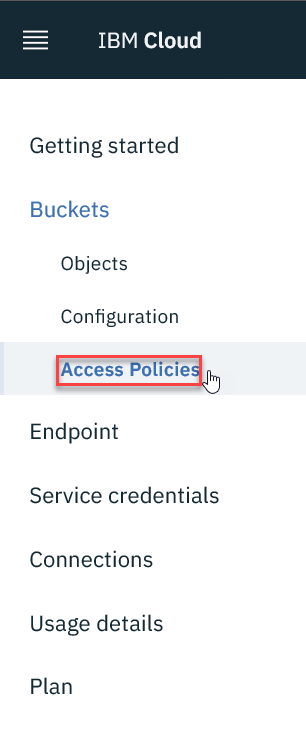 IBM Cloud
Getting started
Buckets
Objects
Configuration
Access Policies
Endpoint
Service credentials
Connections
Usage details
Plan